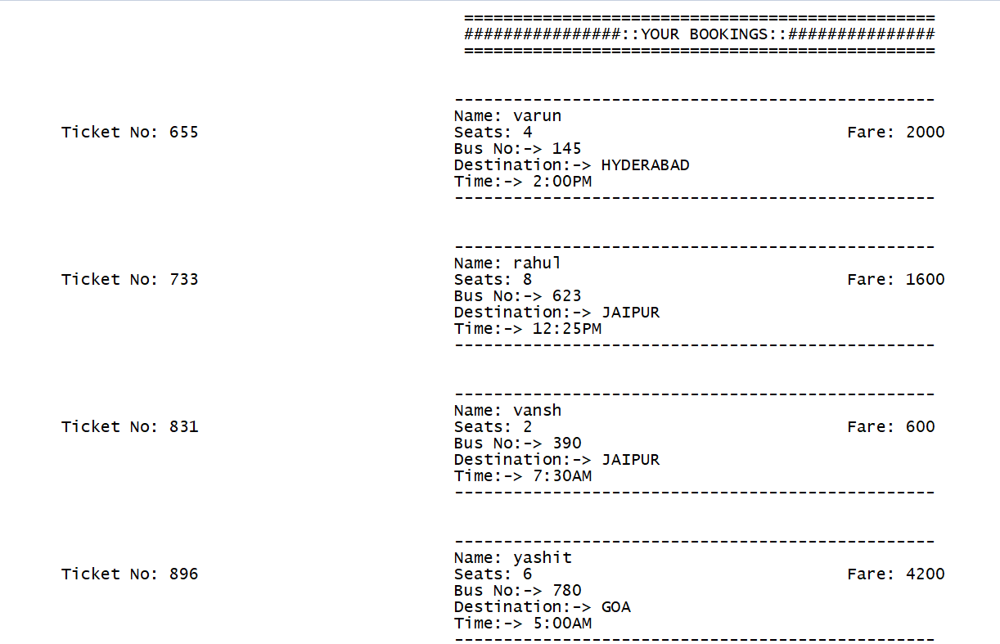 ================================================
################::YOUR BOOKINGS::###############
================================================
-------------------------------------------------
Name: varun
Ticket No: 655 Seats: 4 Fare: 2000
Bus No:-> 145
Destination:-> HYDERABAD
Time:-> 2:00PM
-------------------------------------------------
-------------------------------------------------
Name: rahul
Ticket No: 733 Seats: 8 Fare: 1600
Bus No:-> 623
Destination:-> JAIPUR
Time:-> 12:25PM
-------------------------------------------------
-------------------------------------------------
Name: vansh
Ticket No: 831 Seats: 2 Fare: 600
Bus No:-> 390
Destination:-> JAIPUR
Time:-> 7:30AM
-------------------------------------------------
-------------------------------------------------
Name: yashit
Ticket No: 896 Seats: 6 Fare: 4200
Bus No:-> 780
Destination:-> GOA
Time:-> 5:00AM
-------------------------------------------------